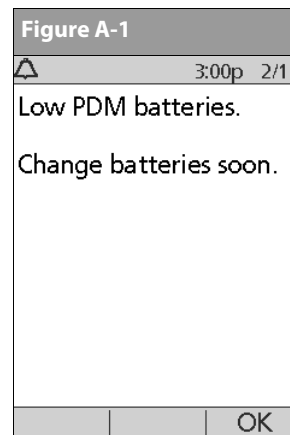 Figure A-1
3:00p 2/1
Low PDM batteries.
Change batteries soon.
OK